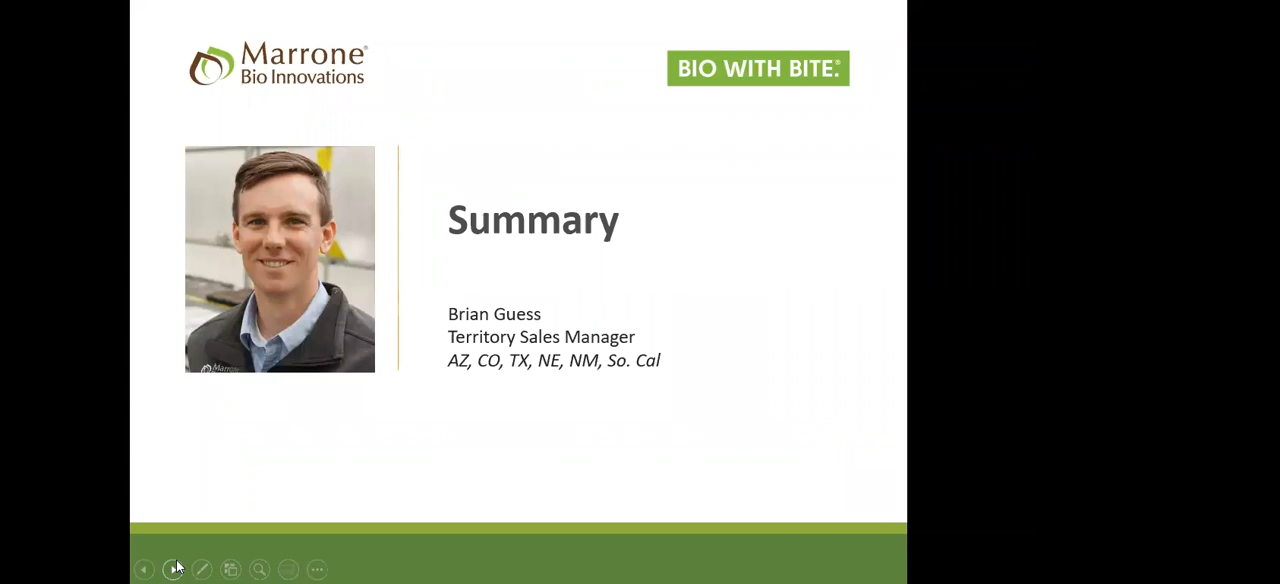 Marrone®
Bio Innovations
BIO WITH BITE.®
Summary
Brian Guess
Territory Sales Manager
AZ, CO, TX, NE, NM, So. Cal
Marrone